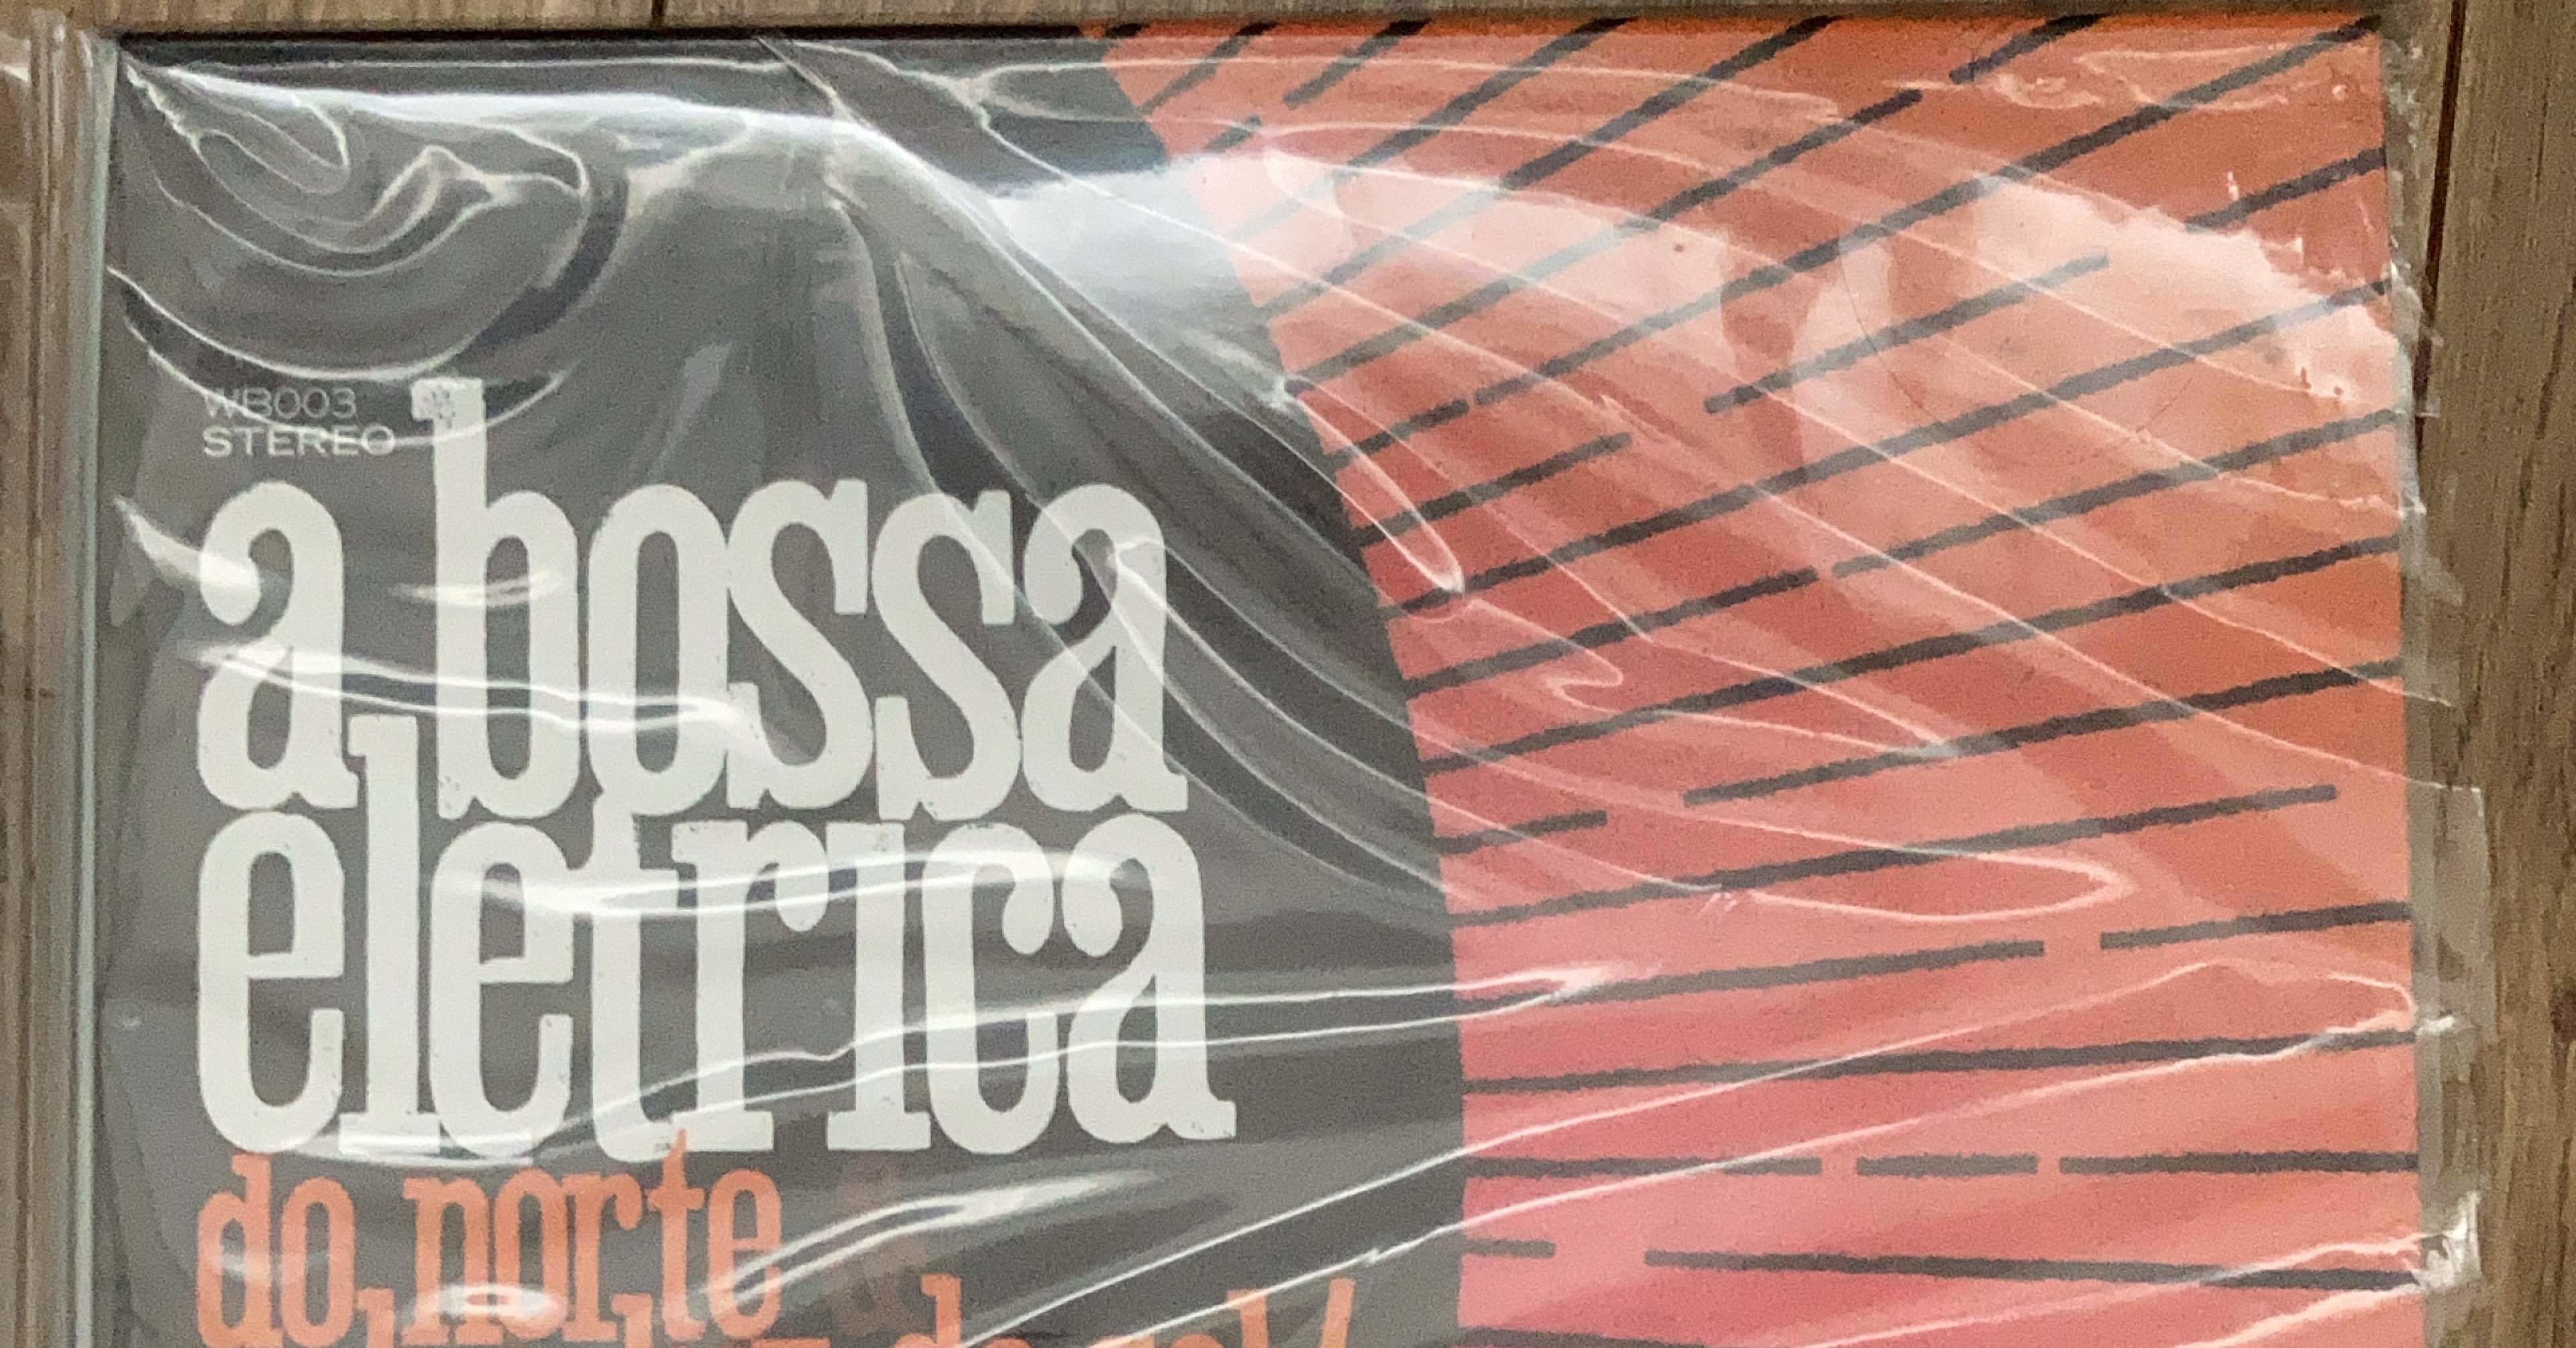 WB003
STEREO
a bossa
eletrica
do norte